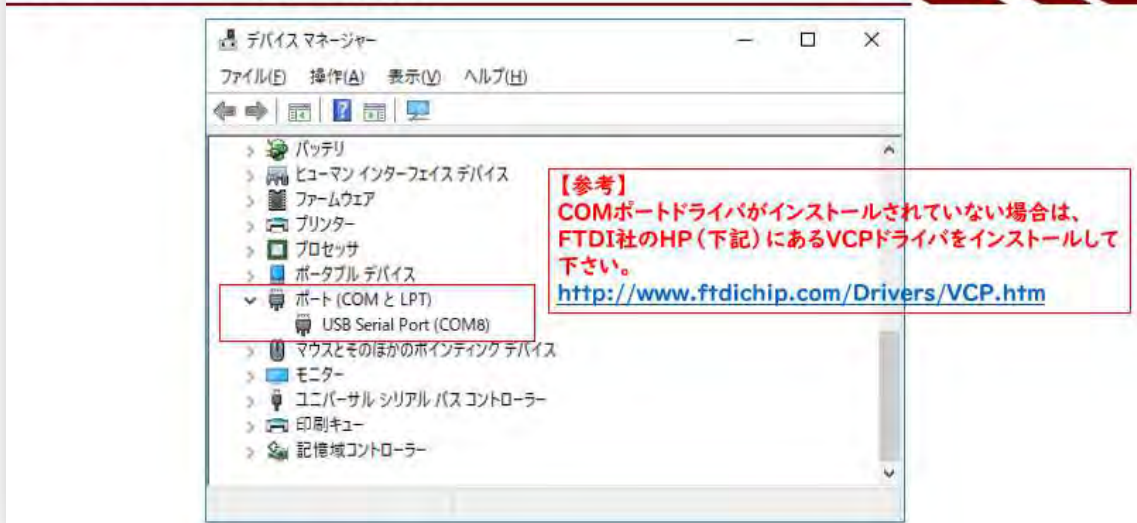 デバイス マネージャー
ファイル(F) 操作(A) 表示(V) ヘルプ(H)
バッテリ
ヒューマン インターフェイス デバイス
ファームウェア
プリンター
プロセッサ
ポータブル デバイス
ポート (COM と LPT)
USB Serial Port (COM8)
マウスとそのほかのポインティング デバイス
モニター
ユニバーサル シリアル バス コントローラー
印刷キュー
記憶域コントローラー
【参考】
COMポートドライバがインストールされていない場合は、
FTDI社のHP(下記)にあるVCPドライバをインストールして
下さい。
http://www.ftdichip.com/Drivers/VCP.htm